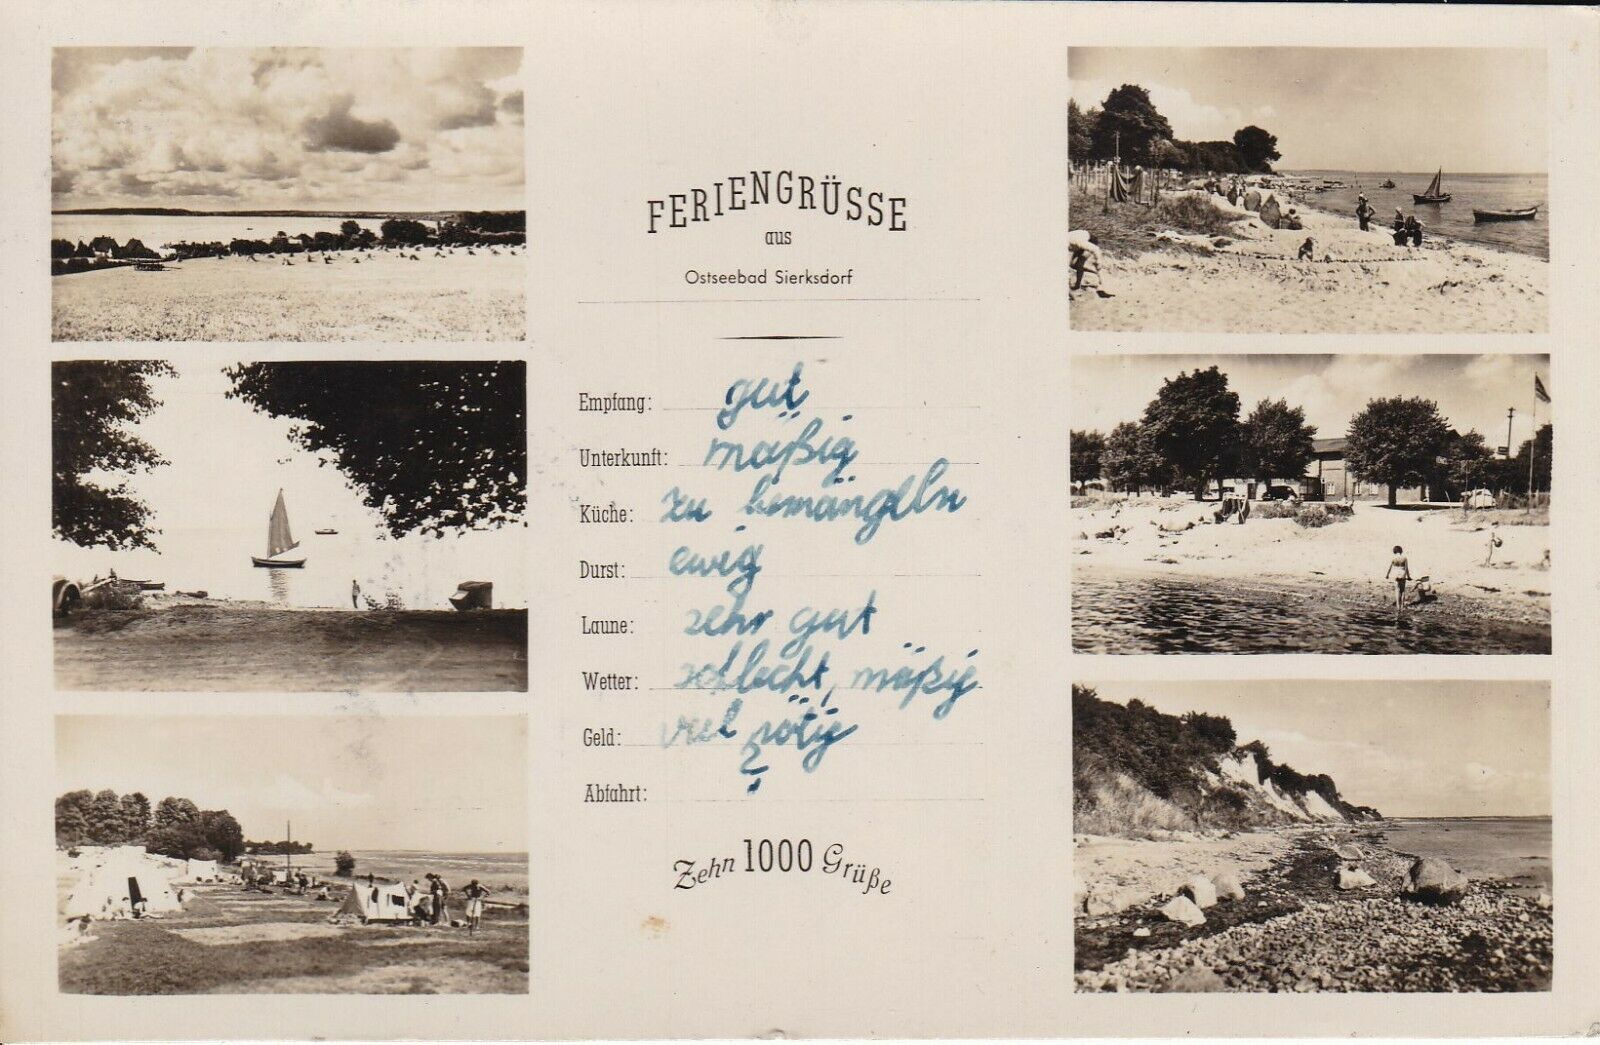 FERIENGRÜSSE
aus
Ostseebad Sierksdorf
Empfang: gut
Unterkunft: mäßig
Küche: zu bemängeln
Durst: ewig
Laune: sehr gut
Wetter: schlecht, mäßig
Geld: viel nötig
Abfahrt: ?
Zehn 1000 Grüße